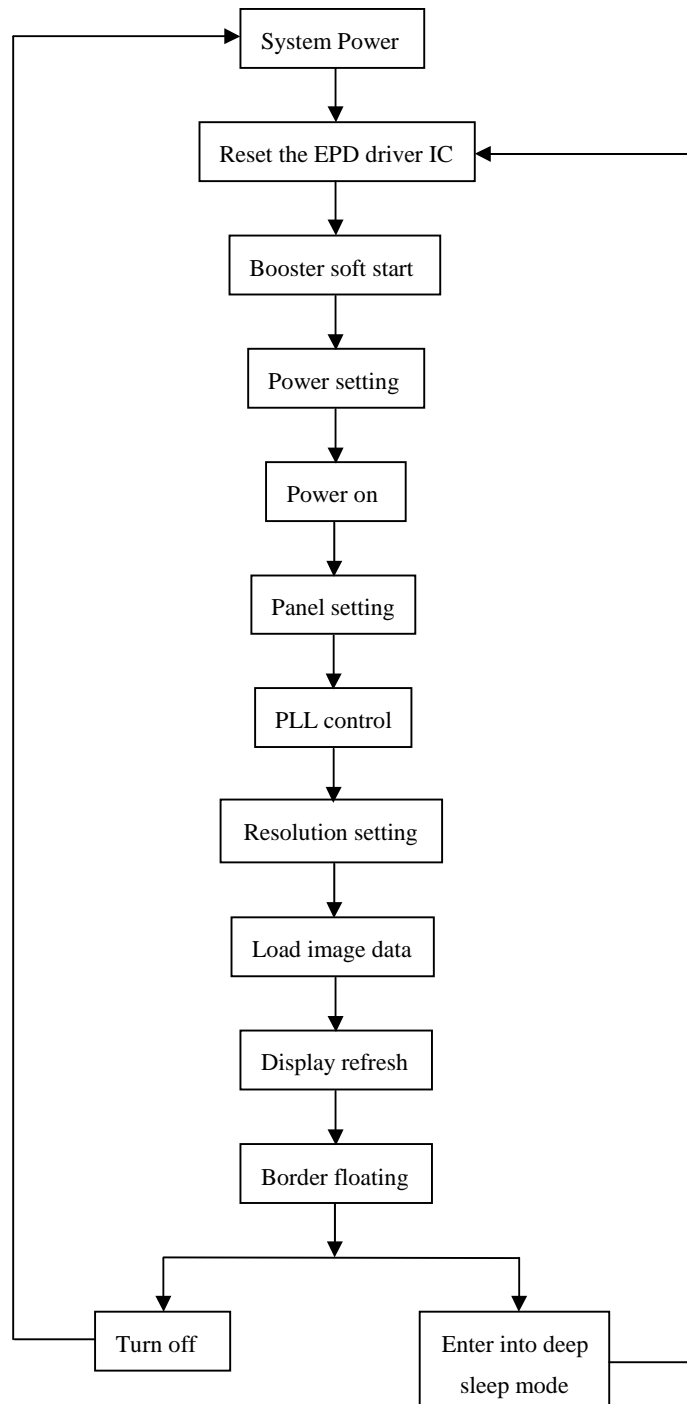 System Power
Reset the EPD driver IC
Booster soft start
Power setting
Power on
Panel setting
PLL control
Resolution setting
Load image data
Display refresh
Border floating
Turn off
Enter into deep
sleep mode